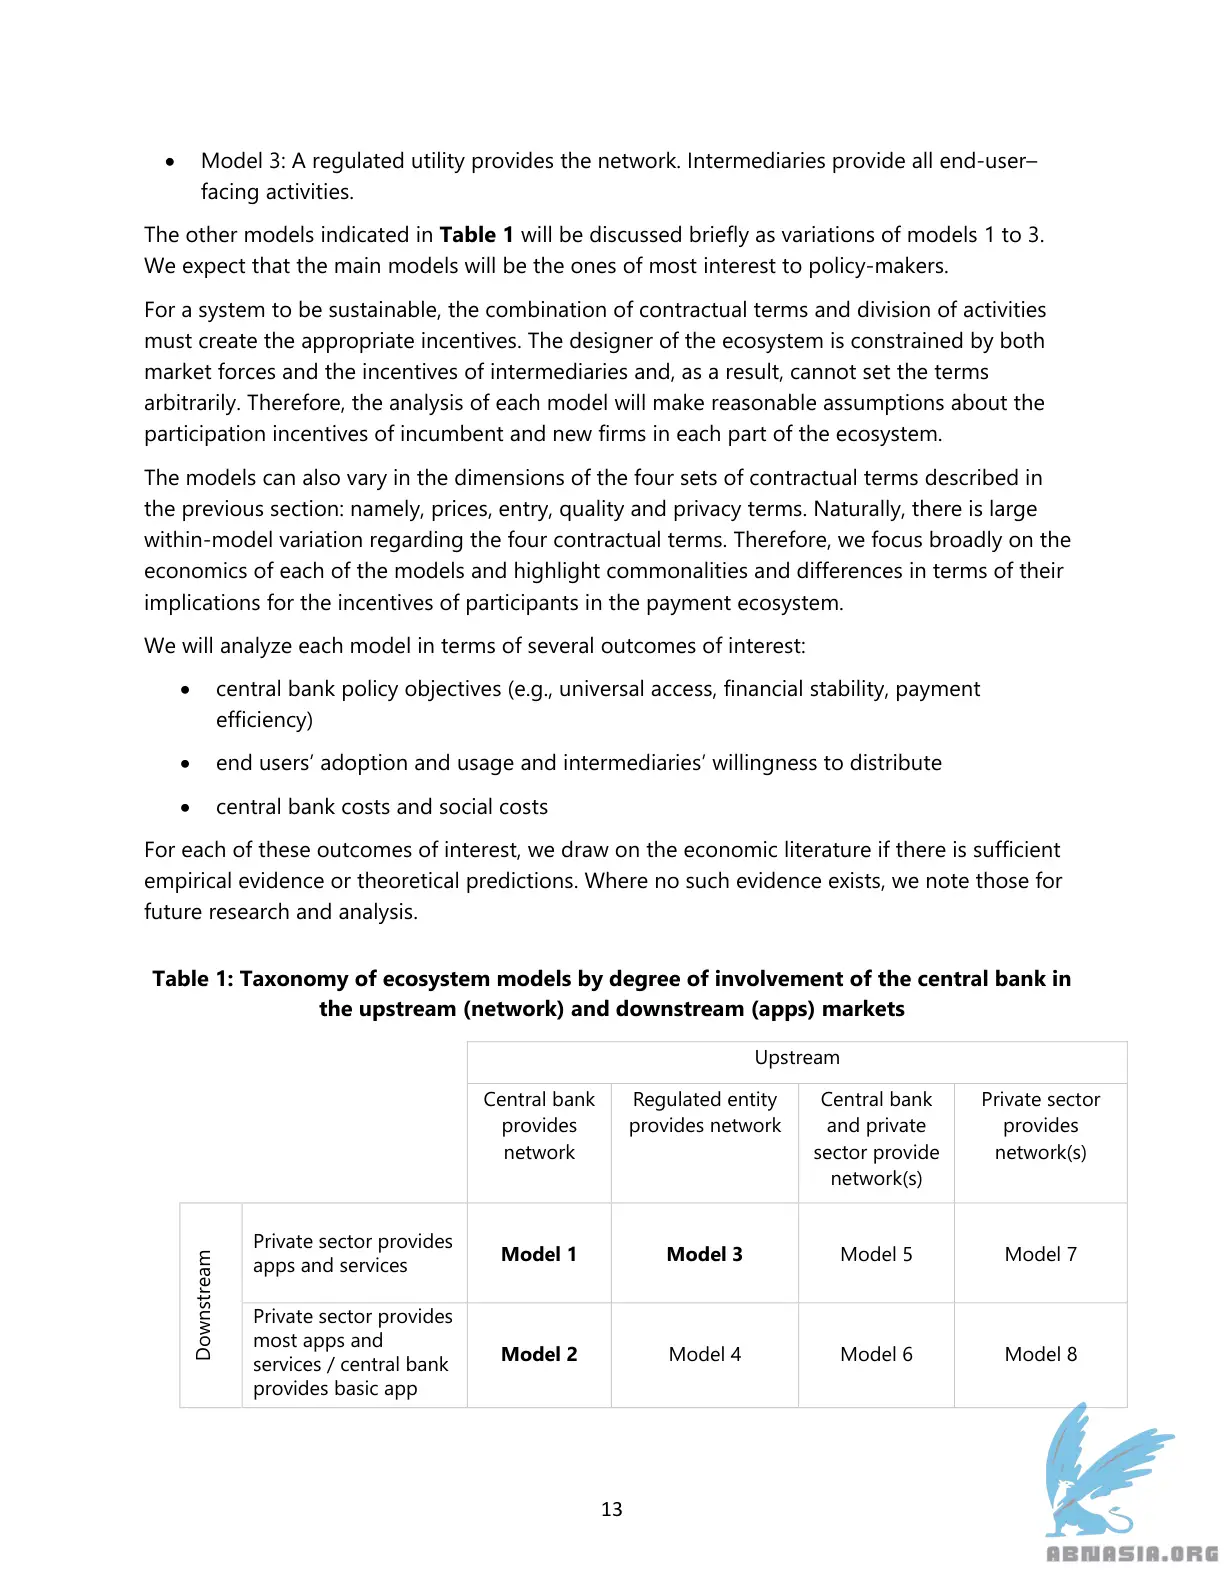 • Model 3: A regulated utility provides the network. Intermediaries provide all end-user–
facing activities.
The other models indicated in Table 1 will be discussed briefly as variations of models 1 to 3.
We expect that the main models will be the ones of most interest to policy-makers.
For a system to be sustainable, the combination of contractual terms and division of activities
must create the appropriate incentives. The designer of the ecosystem is constrained by both
market forces and the incentives of intermediaries and, as a result, cannot set the terms
arbitrarily. Therefore, the analysis of each model will make reasonable assumptions about the
participation incentives of incumbent and new firms in each part of the ecosystem.
The models can also vary in the dimensions of the four sets of contractual terms described in
the previous section: namely, prices, entry, quality and privacy terms. Naturally, there is large
within-model variation regarding the four contractual terms. Therefore, we focus broadly on the
economics of each of the models and highlight commonalities and differences in terms of their
implications for the incentives of participants in the payment ecosystem.
We will analyze each model in terms of several outcomes of interest:
• central bank policy objectives (e.g., universal access, financial stability, payment
efficiency)
• end users’ adoption and usage and intermediaries’ willingness to distribute
• central bank costs and social costs
For each of these outcomes of interest, we draw on the economic literature if there is sufficient
empirical evidence or theoretical predictions. Where no such evidence exists, we note those for
future research and analysis.
Table 1: Taxonomy of ecosystem models by degree of involvement of the central bank in
the upstream (network) and downstream (apps) markets
Upstream
Central bank
provides
network
Regulated entity
provides network
Central bank
and private
sector provide
network(s)
Private sector
provides
network(s)
Downstream
Private sector provides
apps and services
Model 1
Model 3
Model 5
Model 7
Private sector provides
most apps and
services / central bank
provides basic app
Model 2
Model 4
Model 6
Model 8
13
ABNASIA.ORG